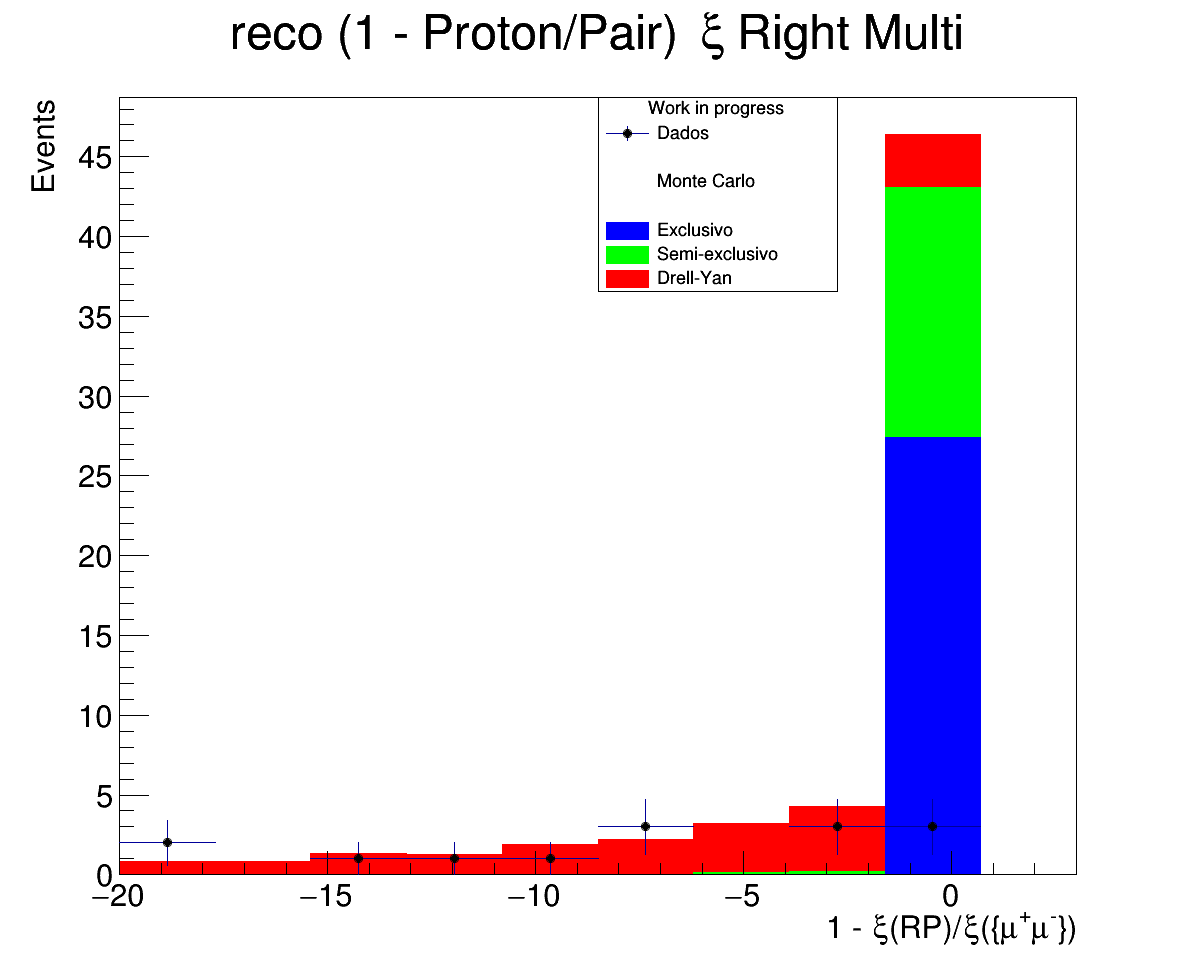 reco (1 - Proton/Pair) ξ Right Multi
Events
Work in progress
Dados
Monte Carlo
Exclusivo
Semi-exclusivo
Drell-Yan
45
40
35
30
25
20
15
10
5
0
−20 −15 −10 −5 0
1 - ξ(RP)/ξ({μ⁺μ⁻})